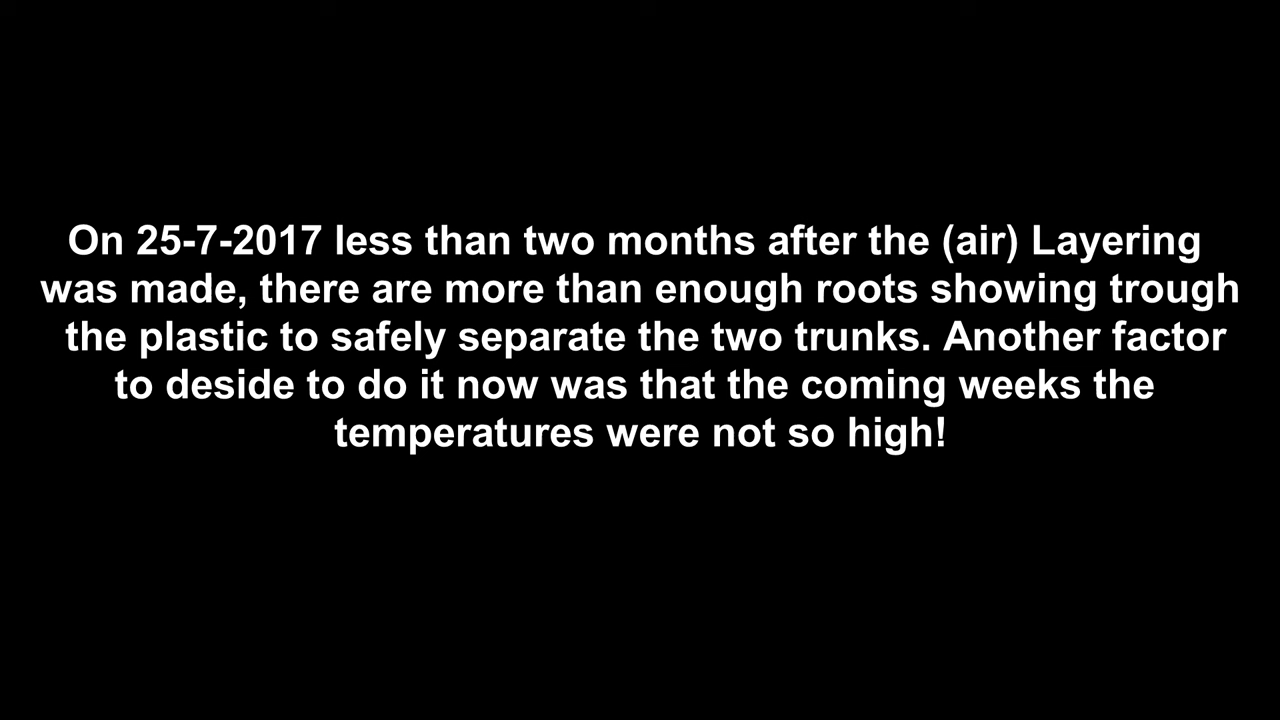 On 25-7-2017 less than two months after the (air) Layering
was made, there are more than enough roots showing trough
the plastic to safely separate the two trunks. Another factor
to deside to do it now was that the coming weeks the
temperatures were not so high!